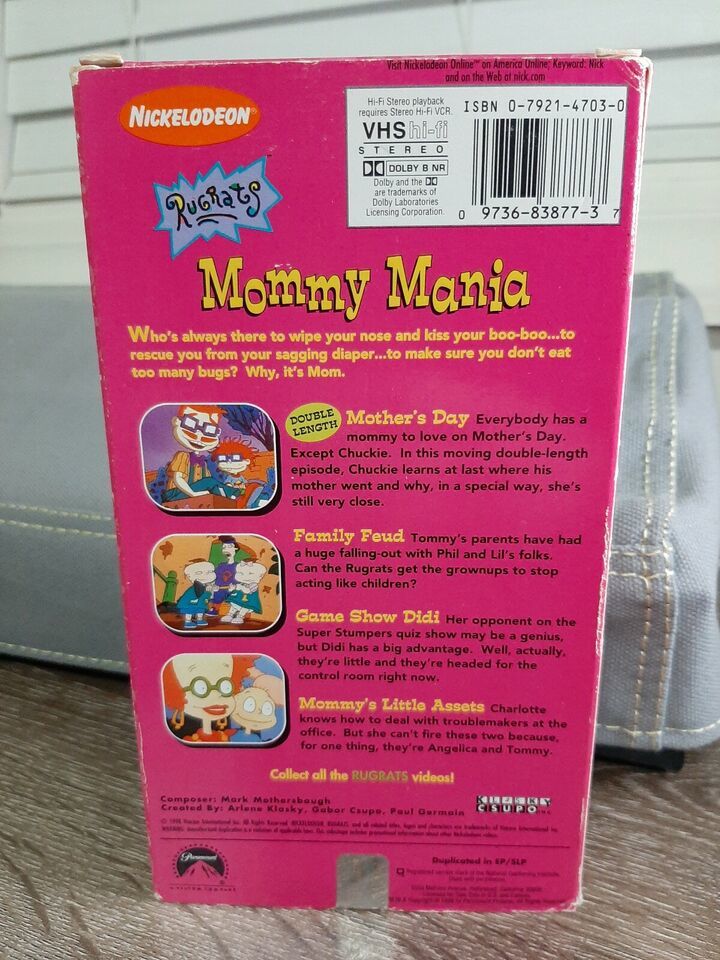 Visit Nickelodeon Online™ on America Online, Keyword: Nick
and on the Web at nick.com
NICKELODEON®
Hi-Fi Stereo playback
requires Stereo Hi-Fi VCR.
VHS hi-fi
STEREO
DOLBY B NR
Dolby and the
are trademarks of
Dolby Laboratories
Licensing Corporation.
ISBN 0-7921-4703-0
0 9736-83877-3 7
RUGRATS
Mommy Mania
Who's always there to wipe your nose and kiss your boo-boo...to
rescue you from your sagging diaper...to make sure you don't eat
too many bugs? Why, it's Mom.
DOUBLE
LENGTH
Mother's Day Everybody has a
mommy to love on Mother's Day.
Except Chuckie. In this moving double-length
episode, Chuckie learns at last where his
mother went and why, in a special way, she's
still very close.
Family Feud Tommy's parents have had
a huge falling-out with Phil and Lil's folks.
Can the Rugrats get the grownups to stop
acting like children?
Game Show Didi Her opponent on the
Super Stumpers quiz show may be a genius,
but Didi has a big advantage. Well, actually,
they're little and they're headed for the
control room right now.
Mommy's Little Assets Charlotte
knows how to deal with troublemakers at the
office. But she can't fire these two because,
for one thing, they're Angelica and Tommy.
Collect all the RUGRATS videos!
Composer: Mark Mothersbaugh
Created By: Arlene Klasky, Gabor Csupo, Paul Germain
KLASKY
CSUPO INC
Paramount
Duplicated in EP/SLP